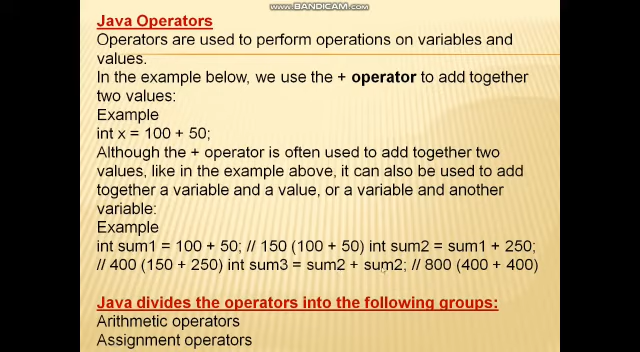 www.BANDICAM.com
Java Operators
Operators are used to perform operations on variables and
values.
In the example below, we use the + operator to add together
two values:
Example
int x = 100 + 50;
Although the + operator is often used to add together two
values, like in the example above, it can also be used to add
together a variable and a value, or a variable and another
variable:
Example
int sum1 = 100 + 50; // 150 (100 + 50) int sum2 = sum1 + 250;
// 400 (150 + 250) int sum3 = sum2 + sum2; // 800 (400 + 400)
Java divides the operators into the following groups:
Arithmetic operators
Assignment operators